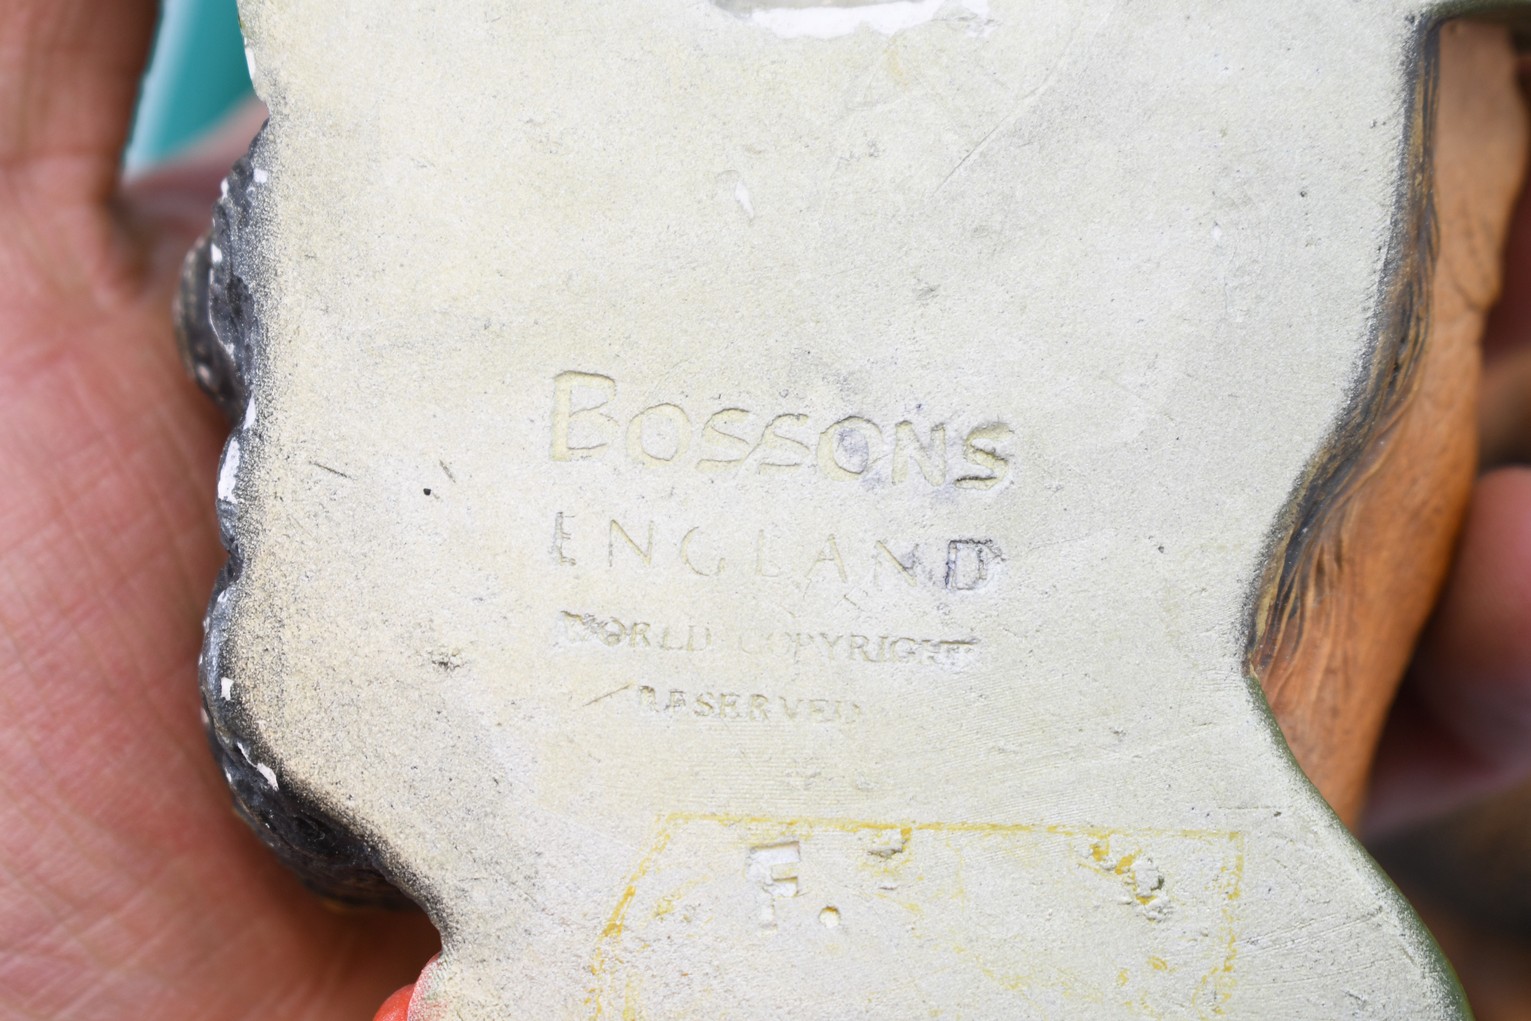 BOSSONS
ENGLAND
WORLD COPYRIGHT
RESERVED
F.